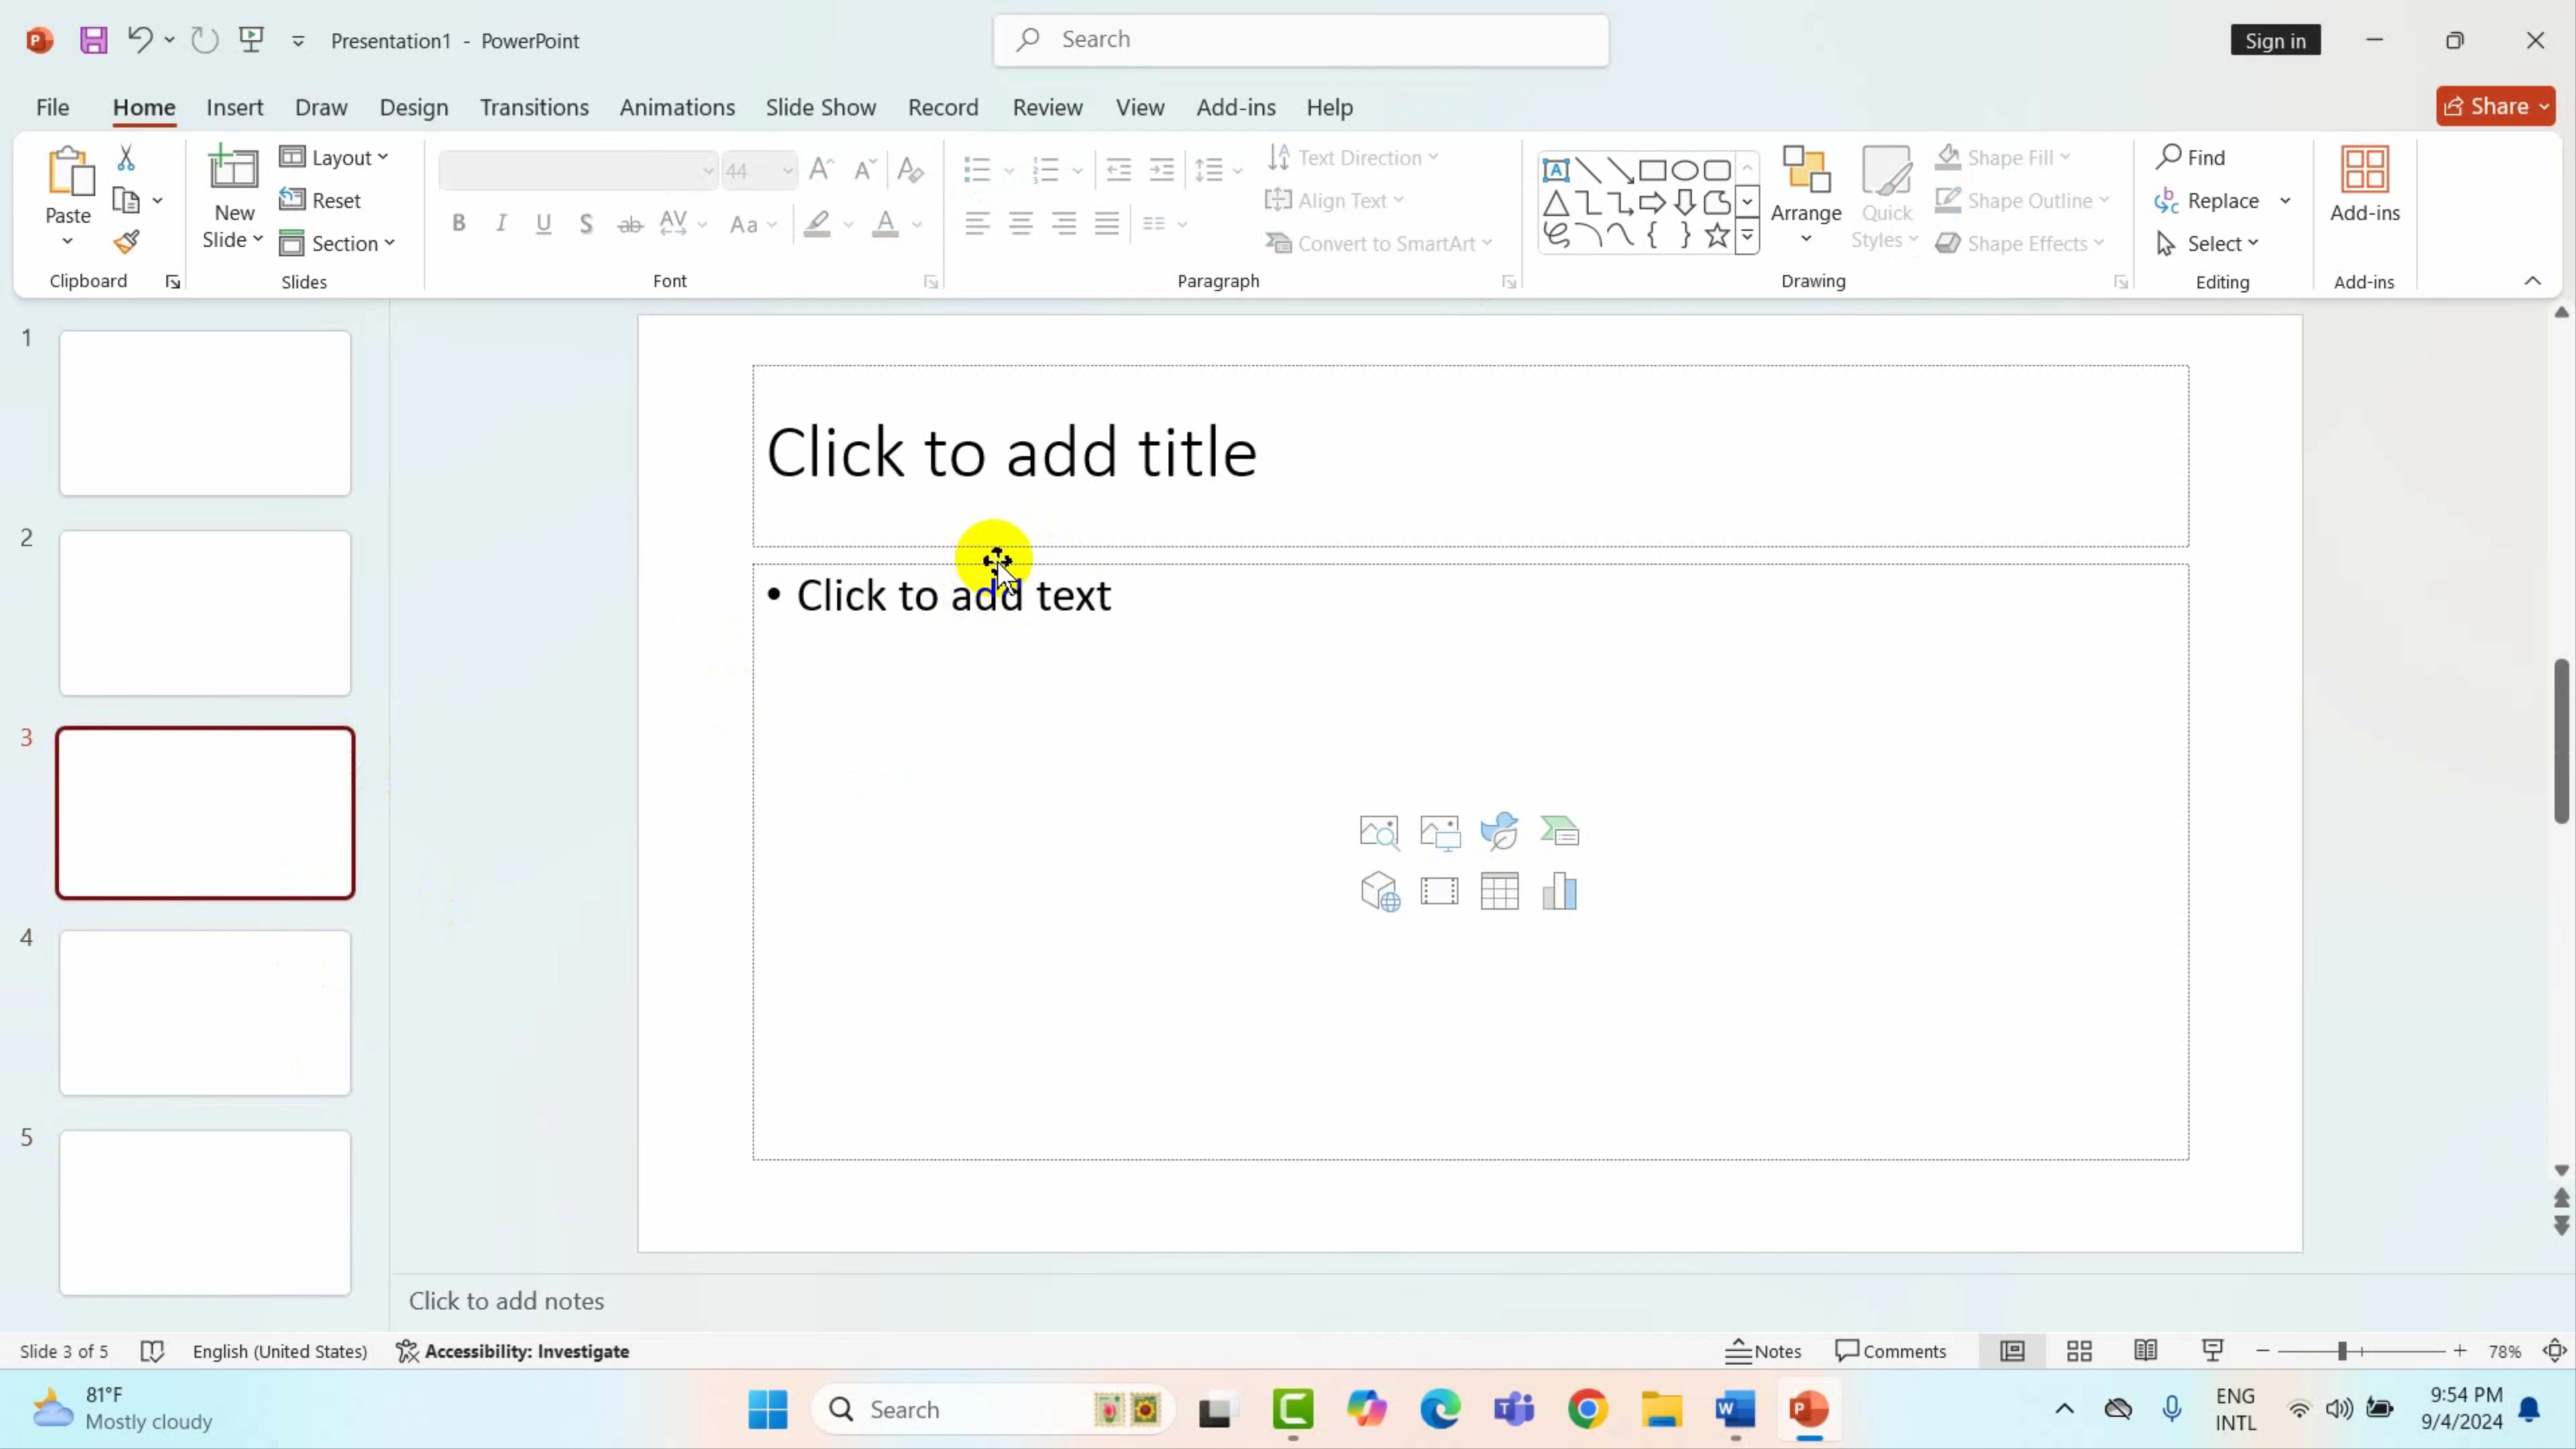 Presentation1 - PowerPoint
Search
Sign in
File Home Insert Draw Design Transitions Animations Slide Show Record Review View Add-ins Help
Share
Paste
Clipboard
New Slide
Layout
Reset
Section
Slides
44
B I U S ab AV Aa A
Font
Text Direction
Align Text
Convert to SmartArt
Paragraph
Arrange
Quick Styles
Shape Fill
Shape Outline
Shape Effects
Drawing
Find
Replace
Select
Editing
Add-ins
Add-ins
1
2
3
4
5
Click to add title
• Click to add text
Click to add notes
Slide 3 of 5 English (United States) Accessibility: Investigate Notes Comments 78%
81°F
Mostly cloudy
Search
ENG
INTL
9:54 PM
9/4/2024